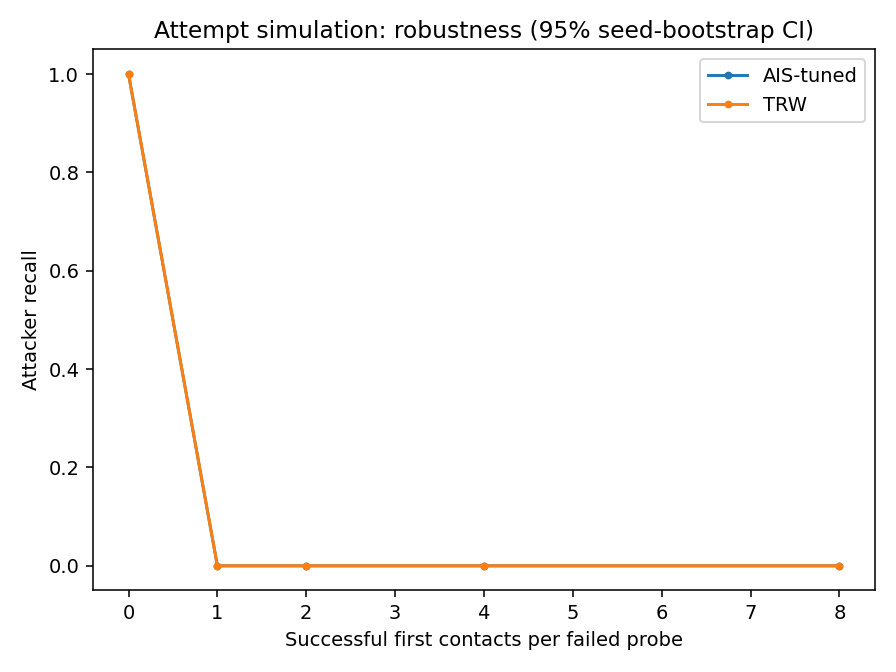 Attempt simulation: robustness (95% seed-bootstrap CI)
AIS-tuned
TRW
Attacker recall
1.0
0.8
0.6
0.4
0.2
0.0
0 1 2 3 4 5 6 7 8
Successful first contacts per failed probe